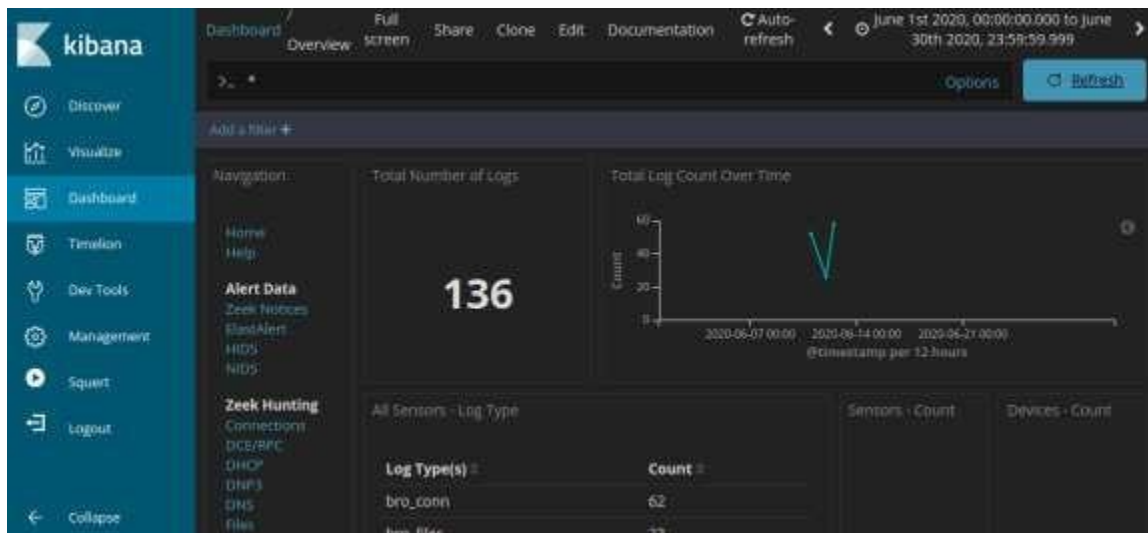 kibana
Discover
Visualize
Dashboard
Timelion
Dev Tools
Management
Squert
Logout
Collapse
Dashboard / Overview
Full screen
Share
Clone
Edit
Documentation
Auto-refresh
June 1st 2020, 00:00:00.000 to June 30th 2020, 23:59:59.999
>_ *
Options
Refresh
Add a filter +
Navigation
Home
Help
Alert Data
Zeek Notices
ElastAlert
HIDS
NIDS
Zeek Hunting
Connections
DCE/RPC
DHCP
DNP3
DNS
Files
Total Number of Logs
136
Total Log Count Over Time
60
40
20
0
Count
2020-06-07 00:00
2020-06-14 00:00
2020-06-21 00:00
@timestamp per 12 hours
All Sensors - Log Type
Log Type(s)
Count
bro_conn
62
Sensors - Count
Devices - Count